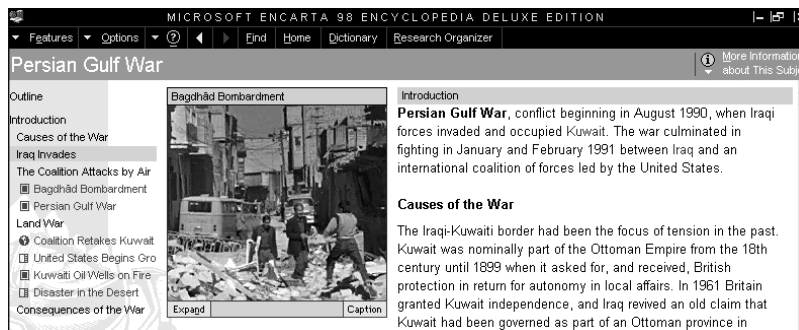 MICROSOFT ENCARTA 98 ENCYCLOPEDIA DELUXE EDITION
Features Options Find Home Dictionary Research Organizer
Persian Gulf War
More Information
about This Subj
Outline
Introduction
Causes of the War
Iraq Invades
The Coalition Attacks by Air
Bagdhād Bombardment
Persian Gulf War
Land War
Coalition Retakes Kuwait
United States Begins Gro
Kuwaiti Oil Wells on Fire
Disaster in the Desert
Consequences of the War
Bagdhād Bombardment
Expand Caption
Introduction
Persian Gulf War, conflict beginning in August 1990, when Iraqi
forces invaded and occupied Kuwait. The war culminated in
fighting in January and February 1991 between Iraq and an
international coalition of forces led by the United States.
Causes of the War
The Iraqi-Kuwaiti border had been the focus of tension in the past.
Kuwait was nominally part of the Ottoman Empire from the 18th
century until 1899 when it asked for, and received, British
protection in return for autonomy in local affairs. In 1961 Britain
granted Kuwait independence, and Iraq revived an old claim that
Kuwait had been governed as part of an Ottoman province in